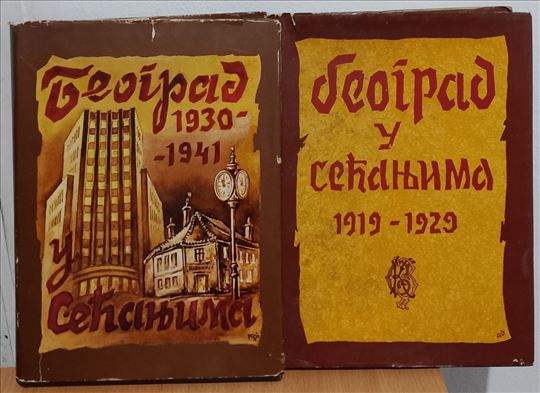 Београд
1930-
-1941
у
сећањима
београд
у
сећањима
1919-1929